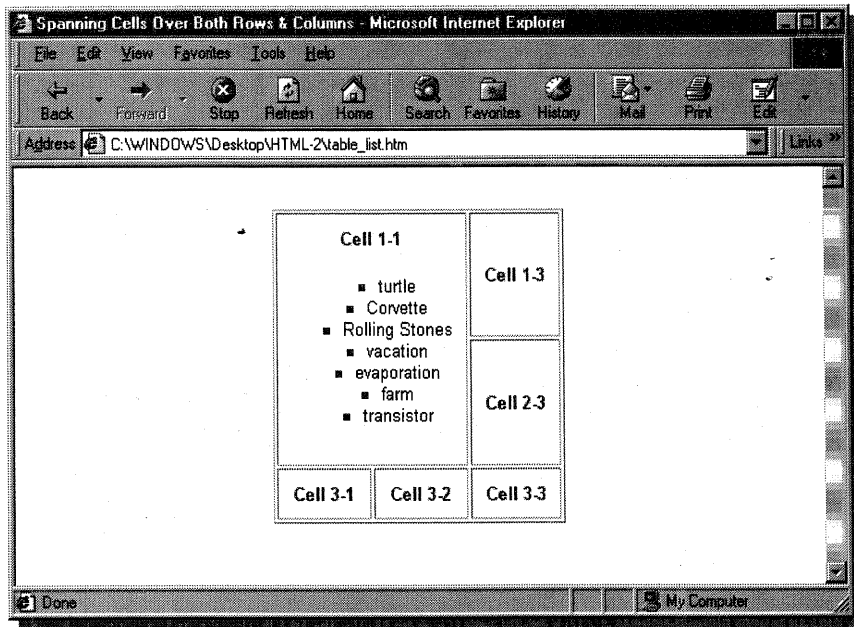 Spanning Cells Over Both Rows & Columns - Microsoft Internet Explorer
File Edit View Favorites Tools Help
Back Forward Stop Refresh Home Search Favorites History Mail Print Edit
Address C:\WINDOWS\Desktop\HTML-2\table_list.htm Links »
Cell 1-1
turtle
Corvette
Rolling Stones
vacation
evaporation
farm
transistor
Cell 1-3
Cell 2-3
Cell 3-1 Cell 3-2 Cell 3-3
Done My Computer